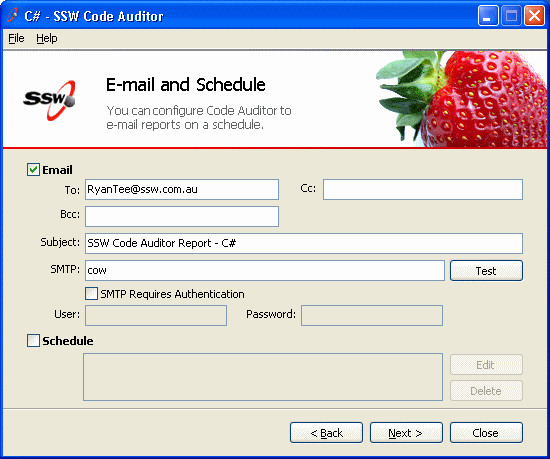 C# - SSW Code Auditor
File Help
SSW
E-mail and Schedule
You can configure Code Auditor to
e-mail reports on a schedule.
Email
To: RyanTee@ssw.com.au Cc:
Bcc:
Subject: SSW Code Auditor Report - C#
SMTP: cow Test
SMTP Requires Authentication
User: Password:
Schedule
Edit
Delete
< Back Next > Close